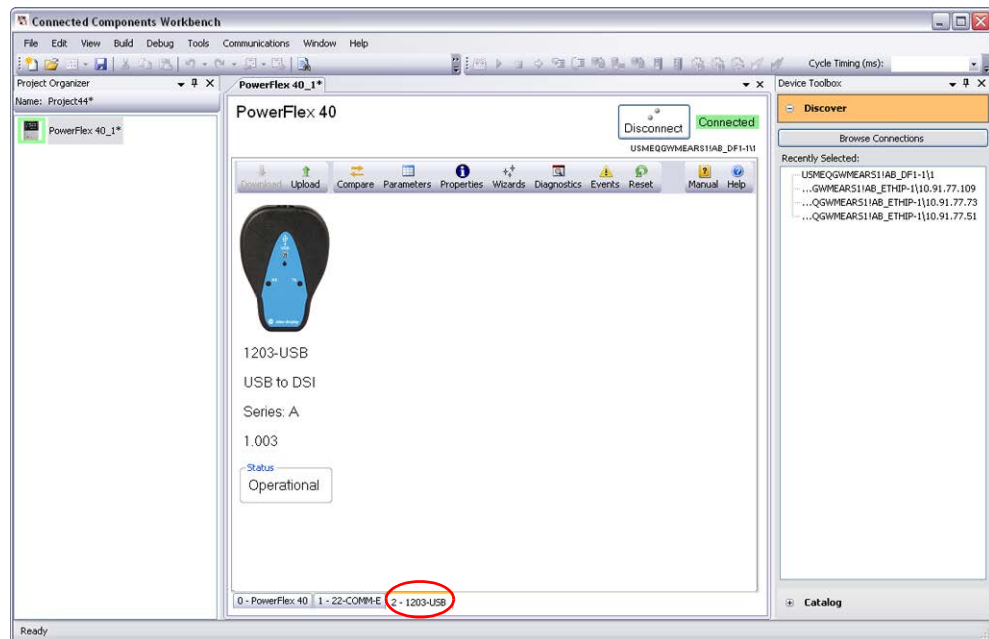 Connected Components Workbench
File Edit View Build Debug Tools Communications Window Help
Cycle Timing (ms):
Project Organizer
Name: Project44*
PowerFlex 40_1*
PowerFlex 40_1*
PowerFlex 40
Disconnect
Connected
USMEQGWMEARS1!AB_DF1-1\1
Download Upload Compare Parameters Properties Wizards Diagnostics Events Reset Manual Help
1203-USB
USB to DSI
Series: A
1.003
Status
Operational
0 - PowerFlex 40
1 - 22-COMM-E
2 - 1203-USB
Device Toolbox
Discover
Browse Connections
Recently Selected:
USMEQGWMEARS1!AB_DF1-1\1
...GWMEARS1!AB_ETHIP-1\10.91.77.109
...QGWMEARS1!AB_ETHIP-1\10.91.77.73
...QGWMEARS1!AB_ETHIP-1\10.91.77.51
Catalog
Ready